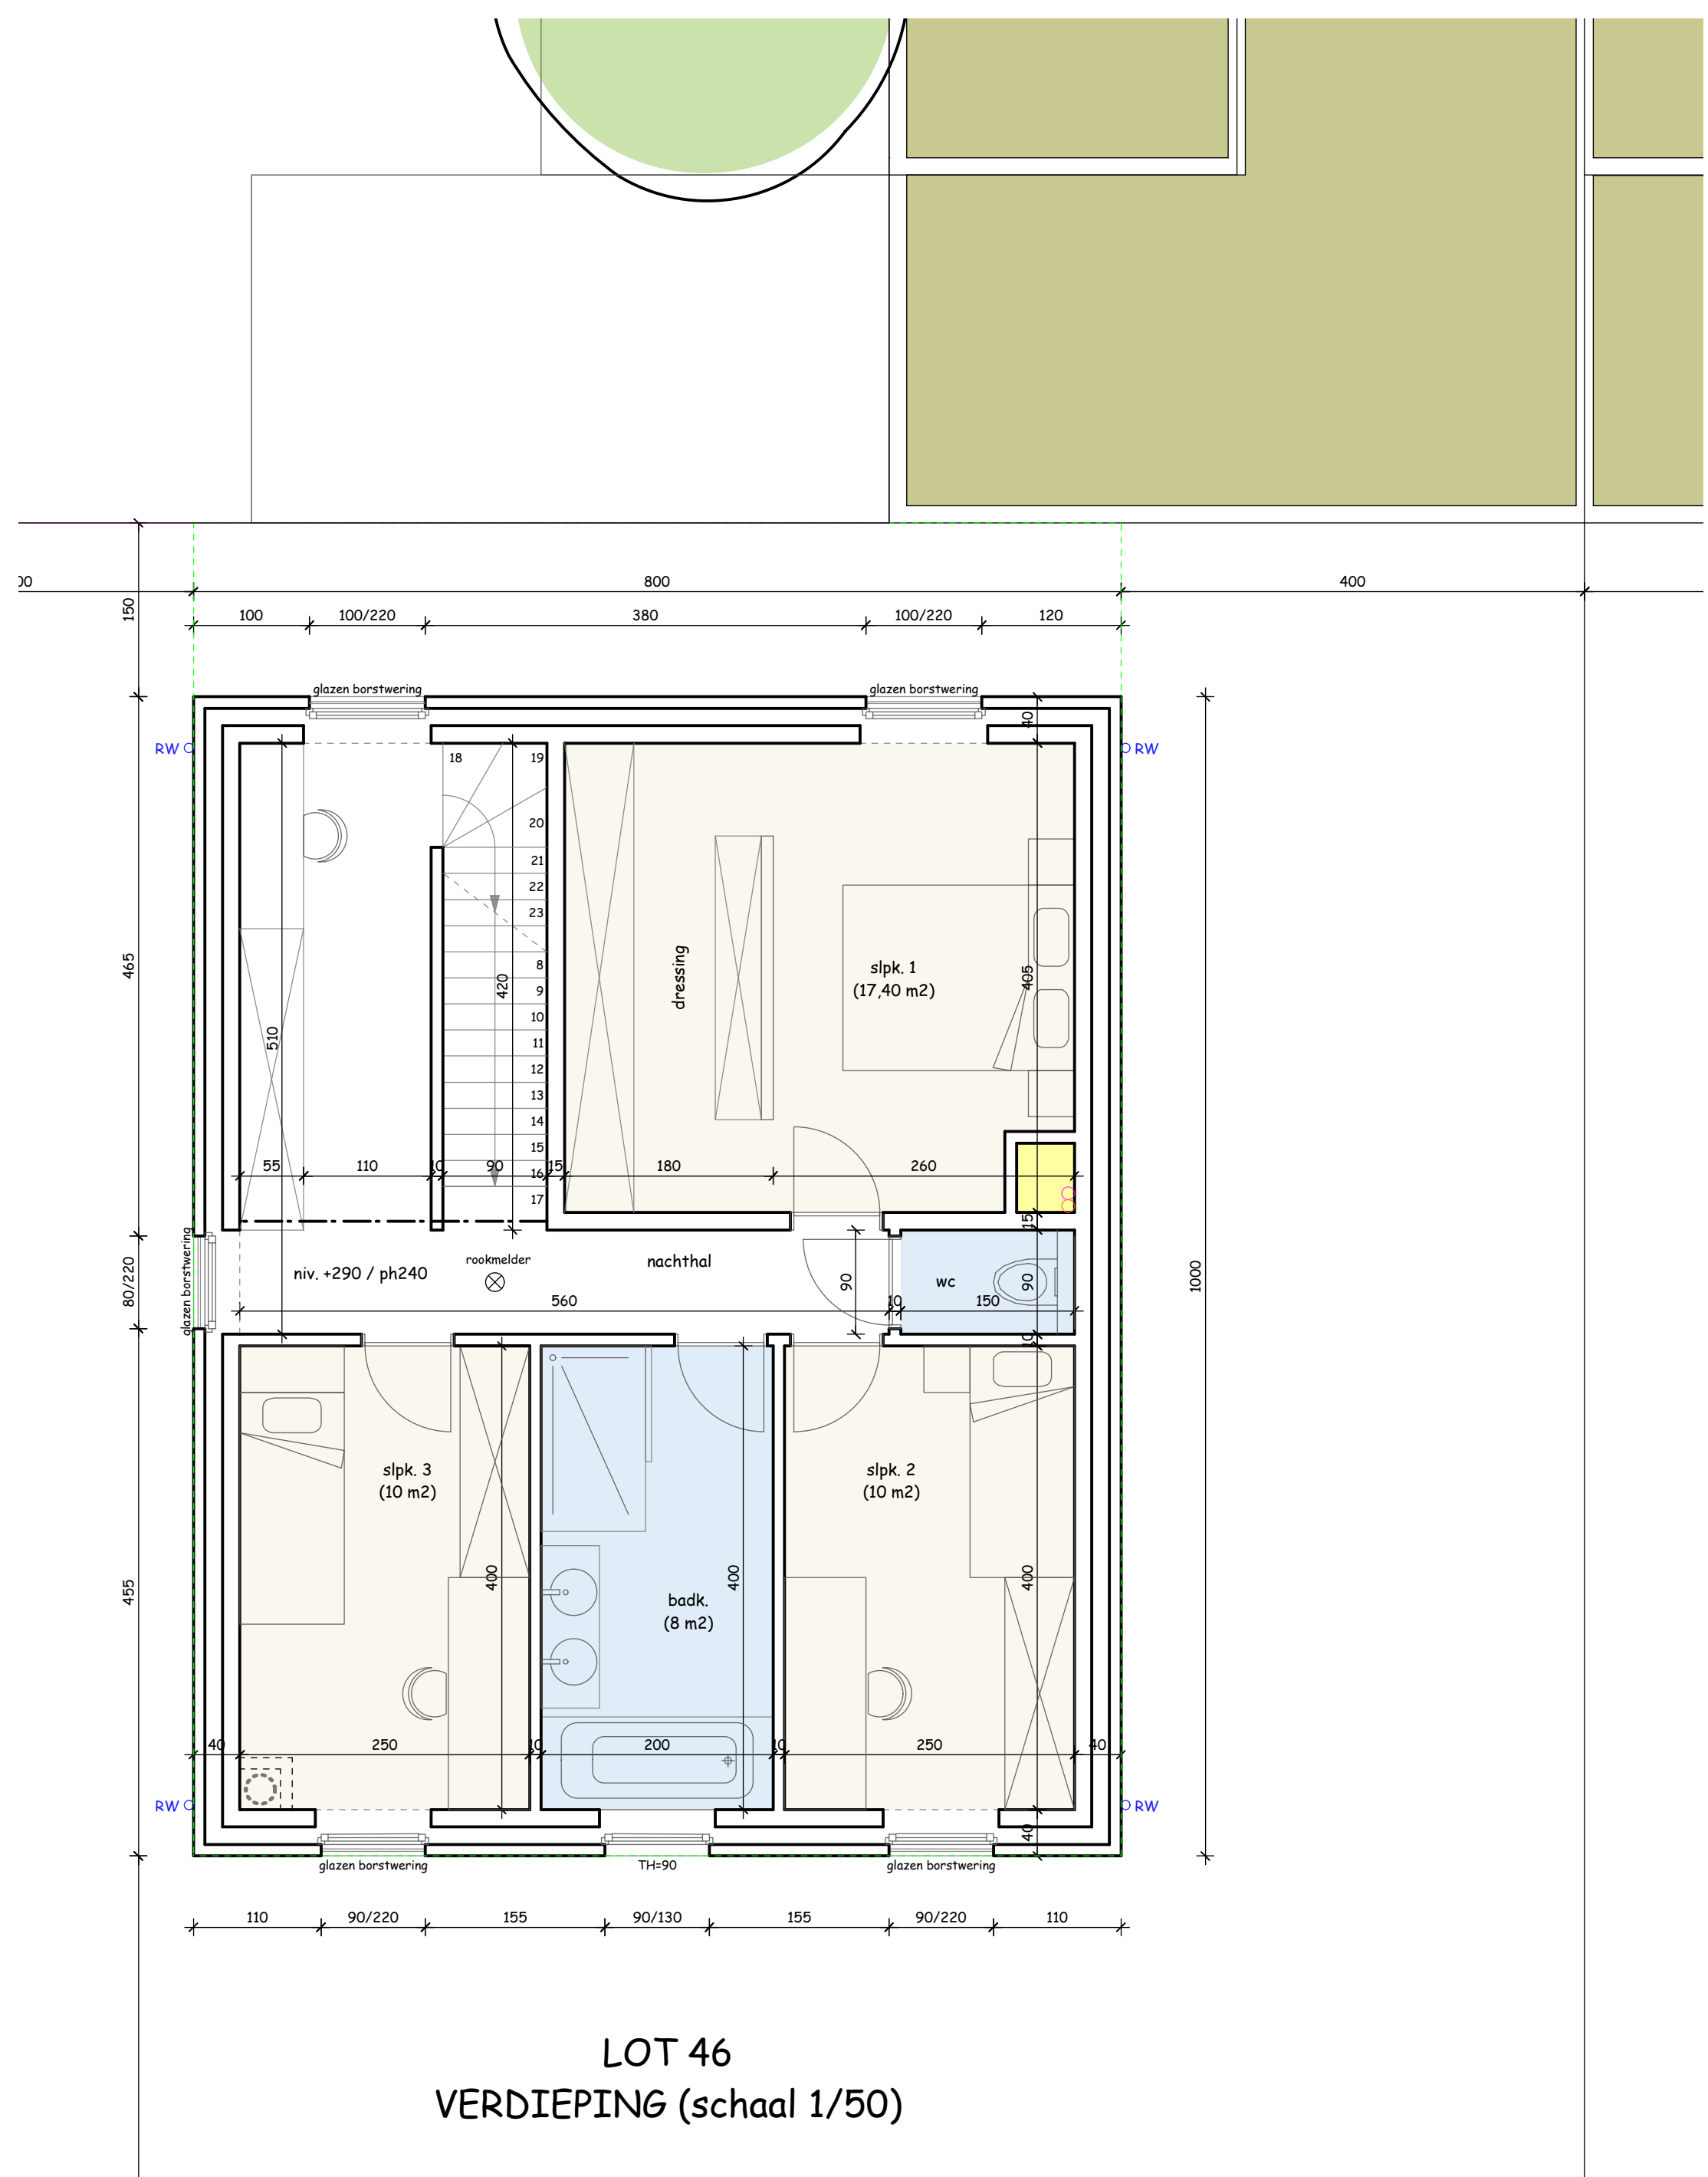 00
800
400
150
100
100/220
380
100/220
120
glazen borstwering
glazen borstwering
40
RW
RW
18
19
20
21
22
23
8
9
10
11
12
13
14
15
16
17
420
510
465
dressing
slpk. 1
(17,40 m2)
405
55
110
10
90
15
180
260
15
1000
80/220
glazen borstwering
niv. +290 / ph240
rookmelder
nachthal
90
wc
90
560
10
150
10
slpk. 3
(10 m2)
slpk. 2
(10 m2)
400
400
400
badk.
(8 m2)
455
40
250
10
200
10
250
40
RW
RW
40
glazen borstwering
TH=90
glazen borstwering
110
90/220
155
90/130
155
90/220
110
LOT 46
VERDIEPING (schaal 1/50)